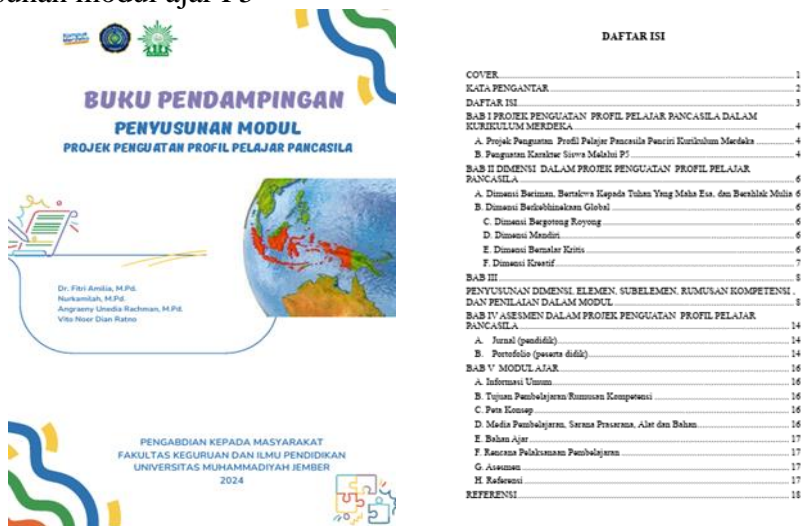 sunan modul ajar P5
BUKU PENDAMPINGAN
PENYUSUNAN MODUL
PROJEK PENGUATAN PROFIL PELAJAR PANCASILA
Dr. Fitri Amilia, M.Pd.
Nurkamilah, M.Pd.
Angraeny Unedia Rachman, M.Pd.
Vito Noer Dian Ratno
PENGABDIAN KEPADA MASYARAKAT
FAKULTAS KEGURUAN DAN ILMU PENDIDIKAN
UNIVERSITAS MUHAMMADIYAH JEMBER
2024
DAFTAR ISI
COVER 1
KATA PENGANTAR 2
DAFTAR ISI 3
BAB I PROJEK PENGUATAN PROFIL PELAJAR PANCASILA DALAM
KURIKULUM MERDEKA 4
A. Projek Penguatan Profil Pelajar Pancasila Penciri Kurikulum Merdeka 4
B. Penguatan Karakter Siswa Melalui P5 4
BAB II DIMENSI DALAM PROJEK PENGUATAN PROFIL PELAJAR
PANCASILA 6
A. Dimensi Beriman, Bertakwa Kepada Tuhan Yang Maha Esa, dan Berahlak Mulia 6
B. Dimensi Berkebhinekaan Global 6
C. Dimensi Bergotong Royong 6
D. Dimensi Mandiri 6
E. Dimensi Bernalar Kritis 6
F. Dimensi Kreatif 7
BAB III 8
PENYUSUNAN DIMENSI, ELEMEN, SUBELEMEN, RUMUSAN KOMPETENSI ,
DAN PENILAIAN DALAM MODUL 8
BAB IV ASESMEN DALAM PROJEK PENGUATAN PROFIL PELAJAR
PANCASILA 14
A. Jurnal (pendidik) 14
B. Portofolio (peserta didik) 14
BAB V MODUL AJAR 16
A. Informasi Umum 16
B. Tujuan Pembelajaran/Rumusan Kompetensi 16
C. Peta Konsep 16
D. Media Pembelajaran, Sarana Prasarana, Alat dan Bahan 16
E. Bahan Ajar 17
F. Rencana Pelaksanaan Pembelajaran 17
G. Asesmen 17
H. Referensi 17
REFERENSI 18